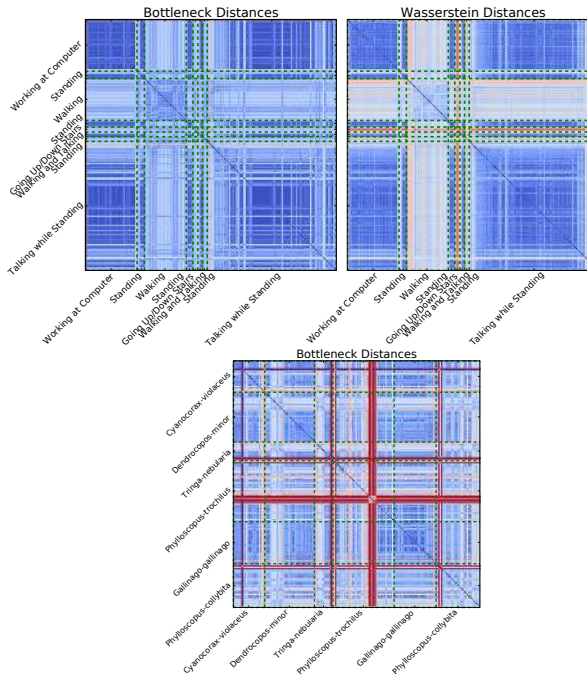 Bottleneck Distances
Wasserstein Distances
Working at Computer
Standing
Walking
Standing
Going Up/Down Stairs
Walking and Talking
Standing
Talking while Standing
Working at Computer
Standing
Walking
Standing
Going Up/Down Stairs
Walking and Talking
Standing
Talking while Standing
Working at Computer
Standing
Walking
Standing
Going Up/Down Stairs
Walking and Talking
Standing
Talking while Standing
Bottleneck Distances
Cyanocorax-violaceus
Dendrocopos-minor
Tringa-nebularia
Phylloscopus-trochilus
Gallinago-gallinago
Phylloscopus-collybita
Cyanocorax-violaceus
Dendrocopos-minor
Tringa-nebularia
Phylloscopus-trochilus
Gallinago-gallinago
Phylloscopus-collybita